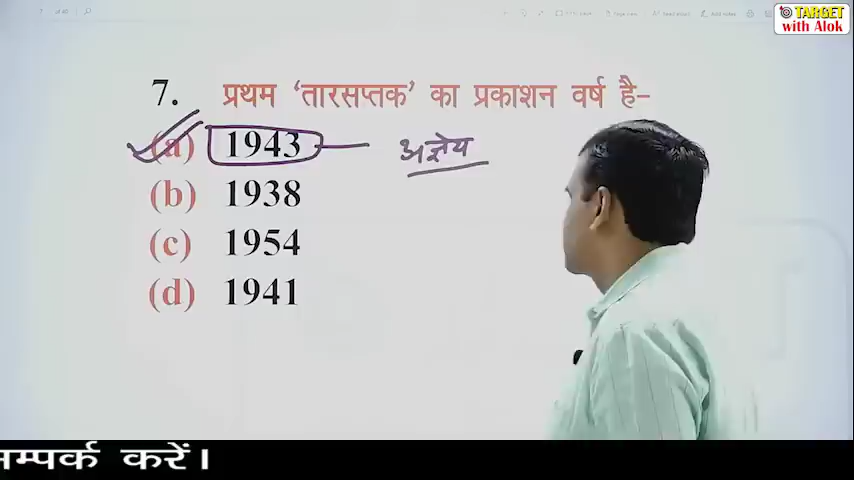 TARGET
with Alok
7. प्रथम ‘तारसप्तक’ का प्रकाशन वर्ष है–
(a) 1943 अज्ञेय
(b) 1938
(c) 1954
(d) 1941
सम्पर्क करें।